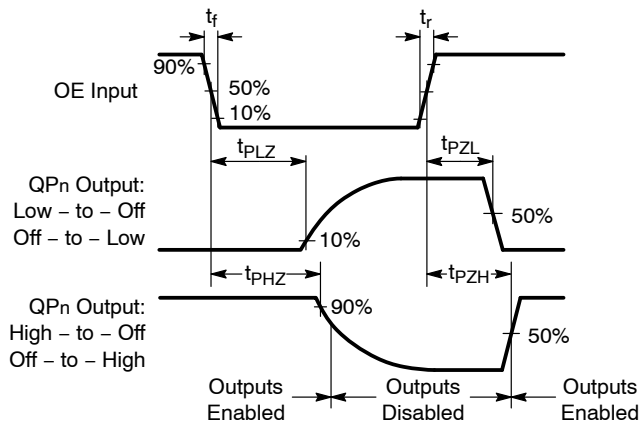 tf
tr
90%
OE Input
50%
10%
tPLZ
tPZL
QPn Output:
Low – to – Off
Off – to – Low
50%
10%
tPHZ
tPZH
QPn Output:
High – to – Off
Off – to – High
90%
50%
Outputs
Enabled
Outputs
Disabled
Outputs
Enabled